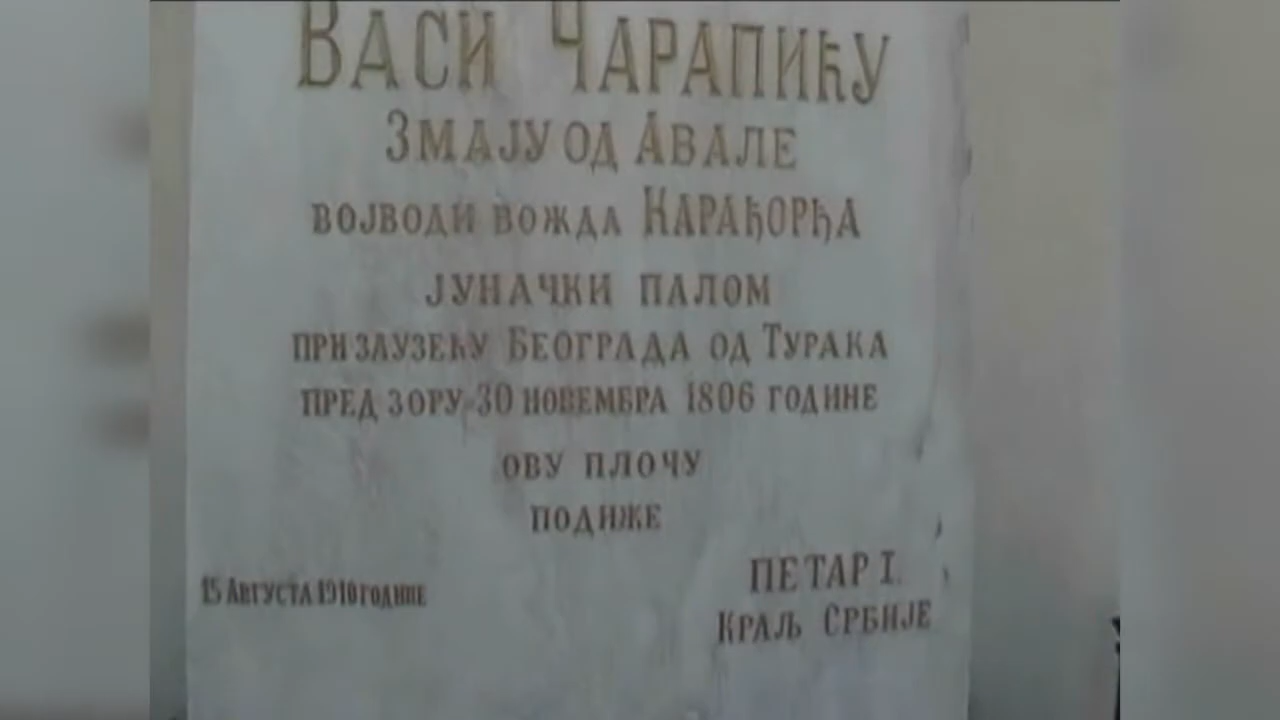 Васи Чарапићу
Змају од Авале
војводи вожда Карађорђа
јуначки палом
при заузећу Београда од Турака
пред зору 30 новембра 1806 године
ову плочу
подиже
Петар I.
Краљ Србије
15 Августа 1910 године